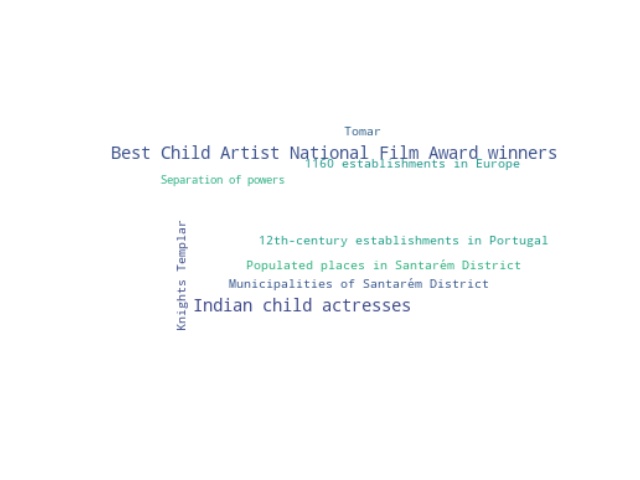 Tomar
Best Child Artist National Film Award winners
1160 establishments in Europe
Separation of powers
Knights Templar
12th-century establishments in Portugal
Populated places in Santarém District
Municipalities of Santarém District
Indian child actresses